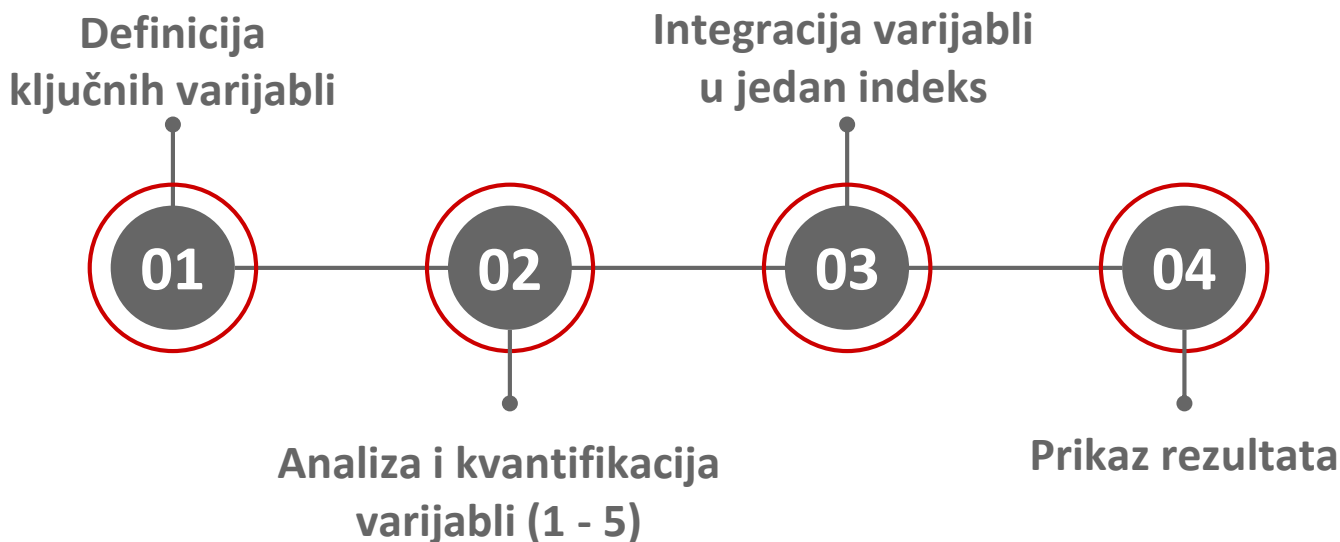 Definicija
ključnih varijabli
Integracija varijabli
u jedan indeks
01
02
03
04
Analiza i kvantifikacija
varijabli (1 - 5)
Prikaz rezultata